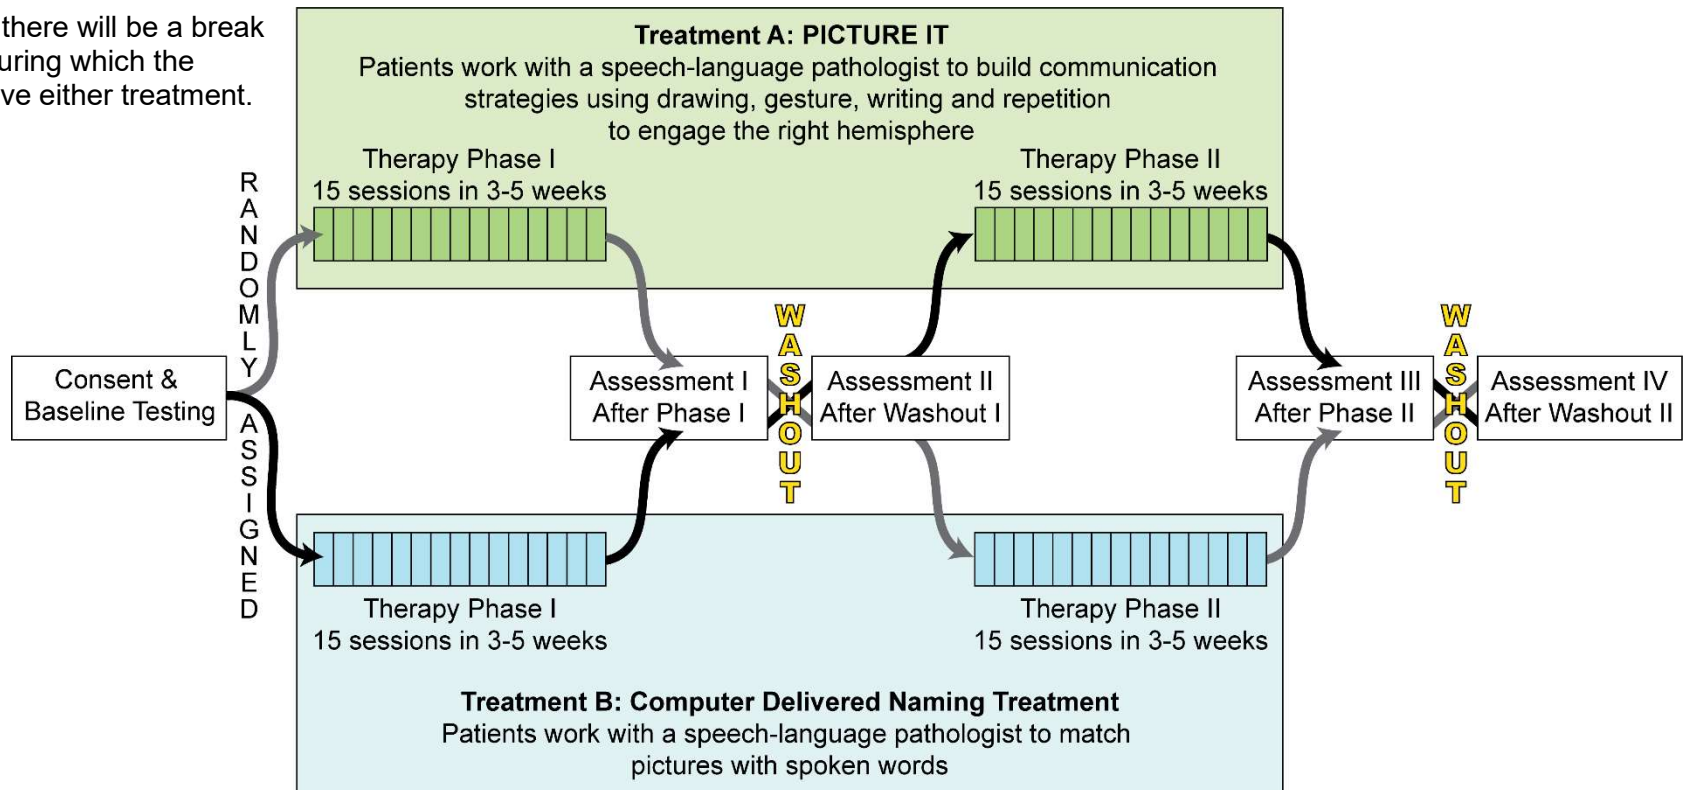 there will be a break
uring which the
ve either treatment.
Treatment A: PICTURE IT
Patients work with a speech-language pathologist to build communication
strategies using drawing, gesture, writing and repetition
to engage the right hemisphere
Therapy Phase I
15 sessions in 3-5 weeks
Therapy Phase II
15 sessions in 3-5 weeks
RANDOMLY ASSIGNED
Consent &
Baseline Testing
Assessment I
After Phase I
WASHOUT
Assessment II
After Washout I
Assessment III
After Phase II
WASHOUT
Assessment IV
After Washout II
Therapy Phase I
15 sessions in 3-5 weeks
Therapy Phase II
15 sessions in 3-5 weeks
Treatment B: Computer Delivered Naming Treatment
Patients work with a speech-language pathologist to match
pictures with spoken words